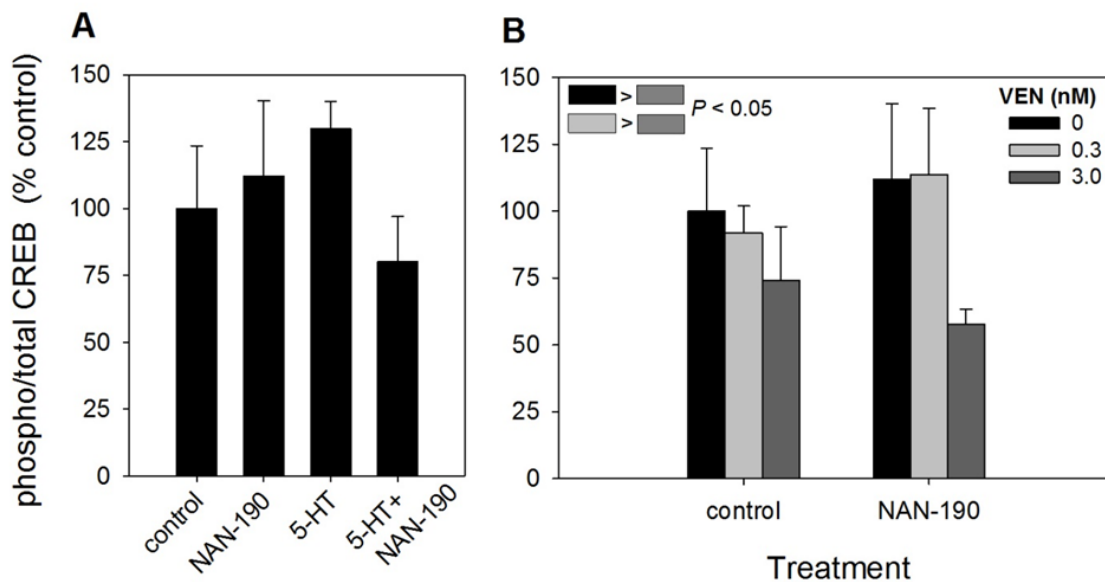 A
phospho/total CREB (% control)
150
125
100
75
50
25
0
control
NAN-190
5-HT
5-HT+
NAN-190
B
150
125
100
75
50
25
0
> P < 0.05
>
VEN (nM)
0
0.3
3.0
control NAN-190
Treatment